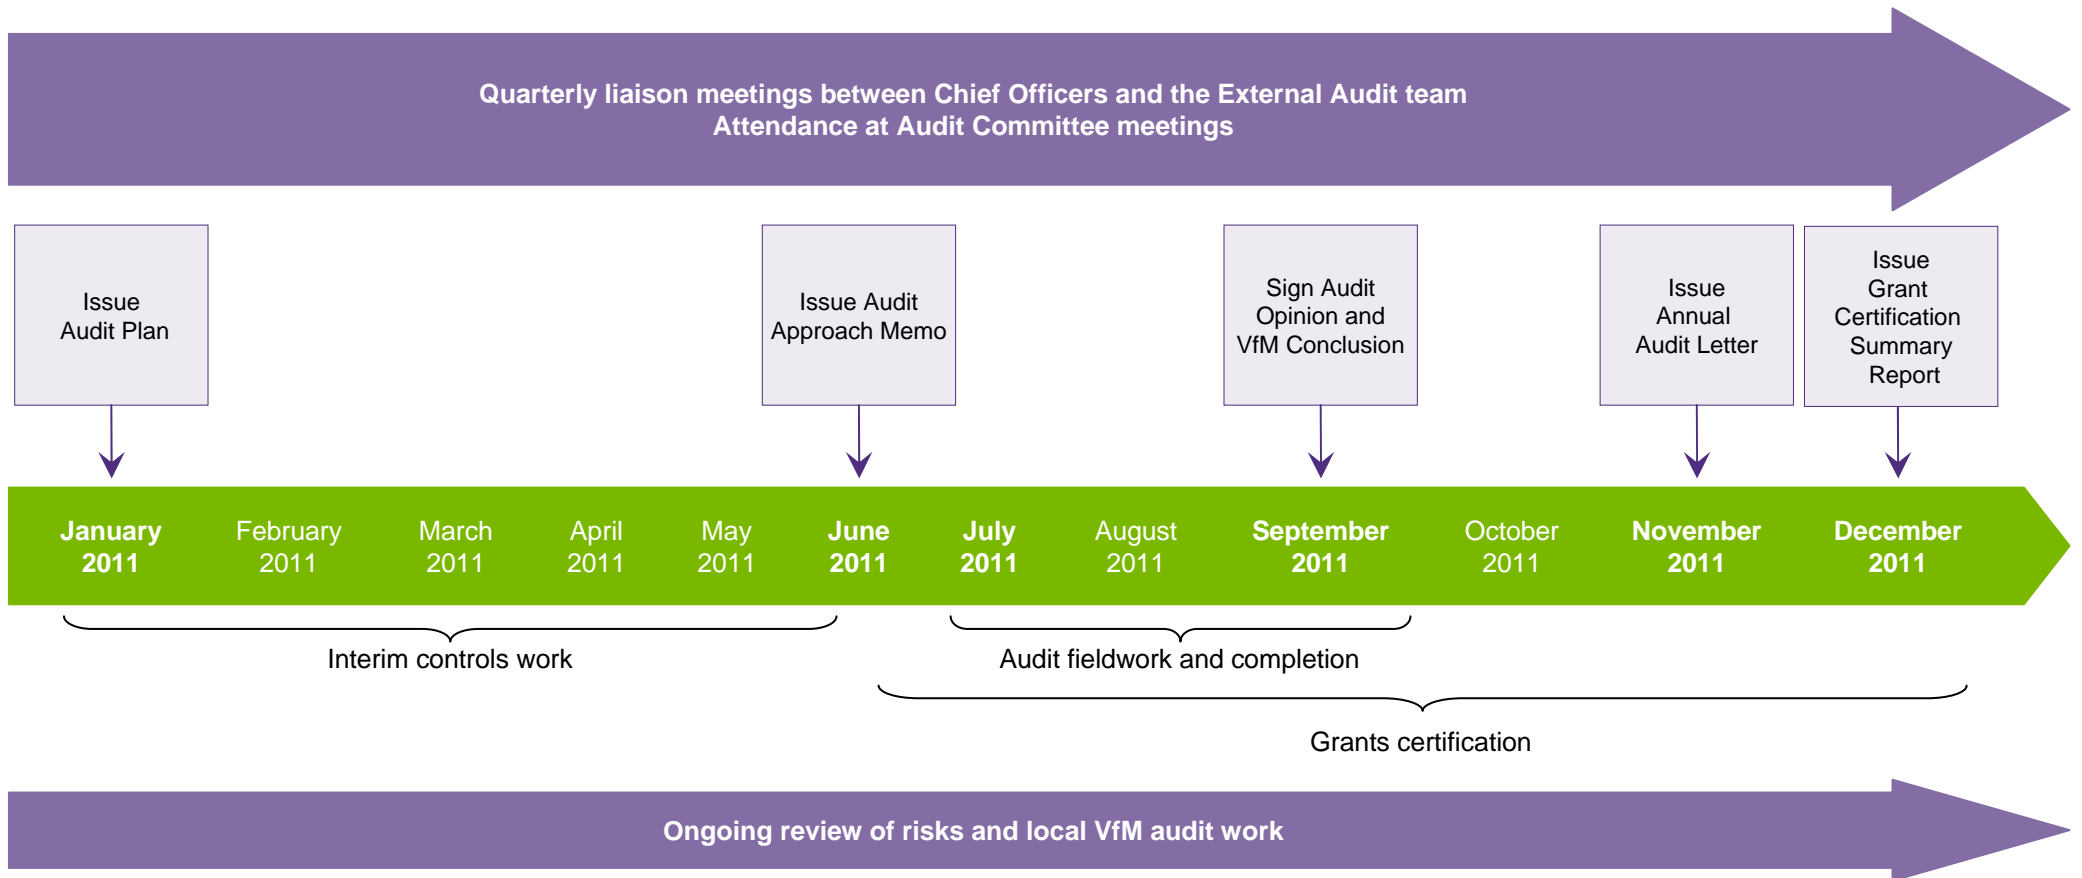 Quarterly liaison meetings between Chief Officers and the External Audit team
Attendance at Audit Committee meetings
Issue
Audit Plan
Issue Audit
Approach Memo
Sign Audit
Opinion and
VfM Conclusion
Issue
Annual
Audit Letter
Issue
Grant
Certification
Summary
Report
January
2011
February
2011
March
2011
April
2011
May
2011
June
2011
July
2011
August
2011
September
2011
October
2011
November
2011
December
2011
Interim controls work
Audit fieldwork and completion
Grants certification
Ongoing review of risks and local VfM audit work